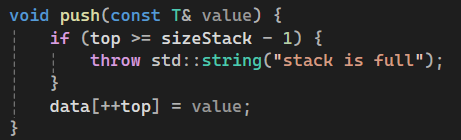 void push(const T& value) {
    if (top >= sizeStack - 1) {
        throw std::string("stack is full");
    }
    data[++top] = value;
}